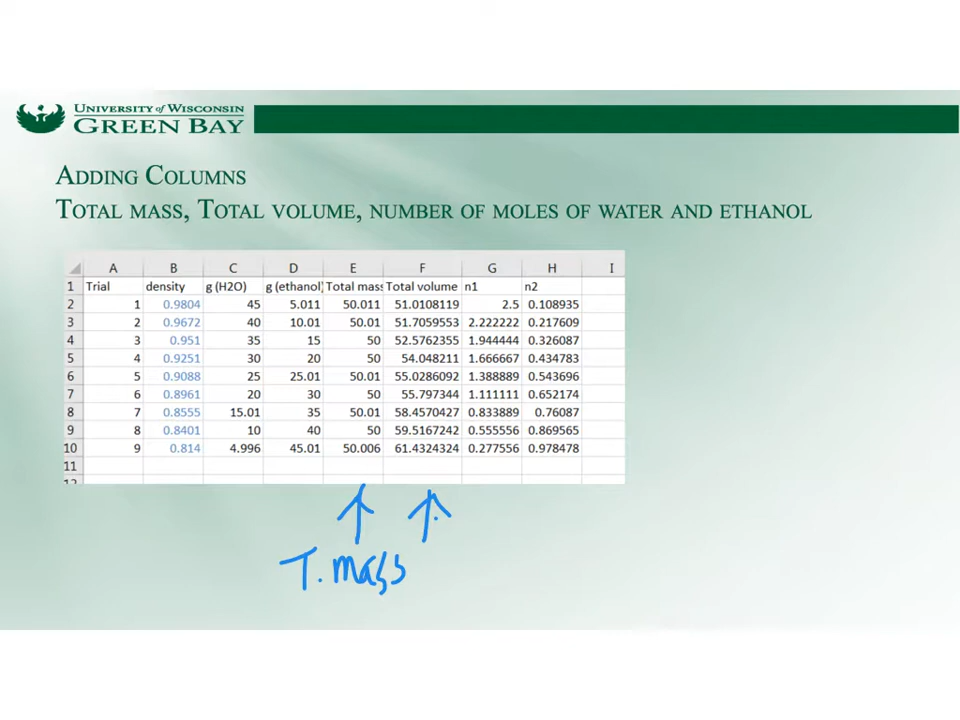 UNIVERSITY of WISCONSIN
GREEN BAY
ADDING COLUMNS
TOTAL MASS, TOTAL VOLUME, NUMBER OF MOLES OF WATER AND ETHANOL
A B C D E F G H I
1 Trial density g (H2O) g (ethanol) Total mass Total volume n1 n2
2 1 0.9804 45 5.011 50.011 51.0108119 2.5 0.108935
3 2 0.9672 40 10.01 50.01 51.7059553 2.222222 0.217609
4 3 0.951 35 15 50 52.5762355 1.944444 0.326087
5 4 0.9251 30 20 50 54.048211 1.666667 0.434783
6 5 0.9088 25 25.01 50.01 55.0286092 1.388889 0.543696
7 6 0.8961 20 30 50 55.797344 1.111111 0.652174
8 7 0.8555 15.01 35 50.01 58.4570427 0.833889 0.76087
9 8 0.8401 10 40 50 59.5167242 0.555556 0.869565
10 9 0.814 4.996 45.01 50.006 61.4324324 0.277556 0.978478
11
12
T. mass